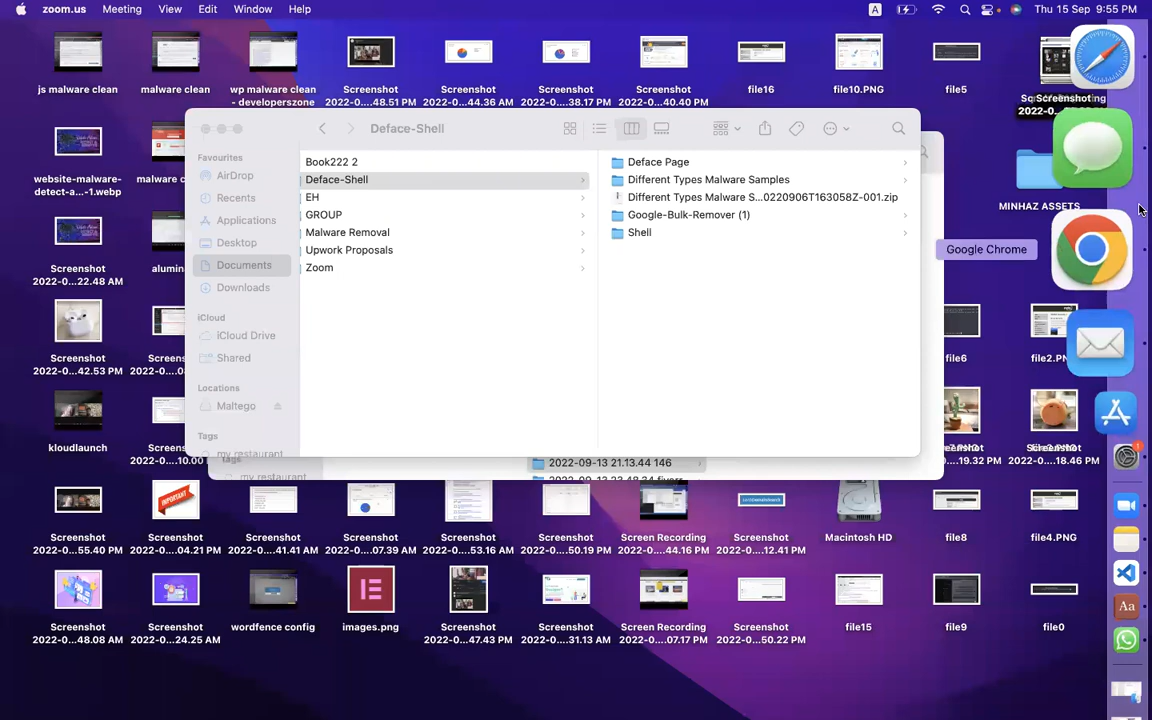 zoom.us Meeting View Edit Window Help
A
Thu 15 Sep 9:55 PM
js malware clean
malware clean
wp malware clean
- developerszone
Screenshot
2022-0....48.51 PM
Screenshot
2022-0...44.36 AM
Screenshot
2022-0...38.17 PM
Screenshot
2022-0...40.40 PM
file16
file10.PNG
file5
website-malware-
detect-a...-1.webp
MINHAZ ASSETS
Screenshot
2022-0...22.48 AM
Google Chrome
Screenshot
2022-0...42.53 PM
file6
kloudlaunch
Deface-Shell
Favourites
AirDrop
Recents
Applications
Desktop
Documents
Downloads
iCloud
iCloud Drive
Shared
Locations
Maltego
Tags
my restaurant
Book222 2
Deface-Shell
EH
GROUP
Malware Removal
Upwork Proposals
Zoom
Deface Page
Different Types Malware Samples
Different Types Malware S...0220906T163058Z-001.zip
Google-Bulk-Remover (1)
Shell
my restaurant
2022-09-13 21.13.44 146
Screenshot
2022-0....55.40 PM
Screenshot
2022-0....04.21 PM
Screenshot
2022-0....41.41 AM
Screenshot
2022-0....07.39 AM
Screenshot
2022-0....53.16 AM
Screenshot
2022-0....50.19 PM
Screen Recording
2022-0....44.16 PM
Screenshot
2022-0....12.41 PM
Macintosh HD
file8
file4.PNG
IMPORTANT
Screenshot
2022-0...48.08 AM
Screenshot
2022-0...24.25 AM
wordfence config
images.png
Screenshot
2022-0...47.43 PM
Screenshot
2022-0....31.13 AM
Screen Recording
2022-0....07.17 PM
Screenshot
2022-0...50.22 PM
file15
file9
file0
Aa